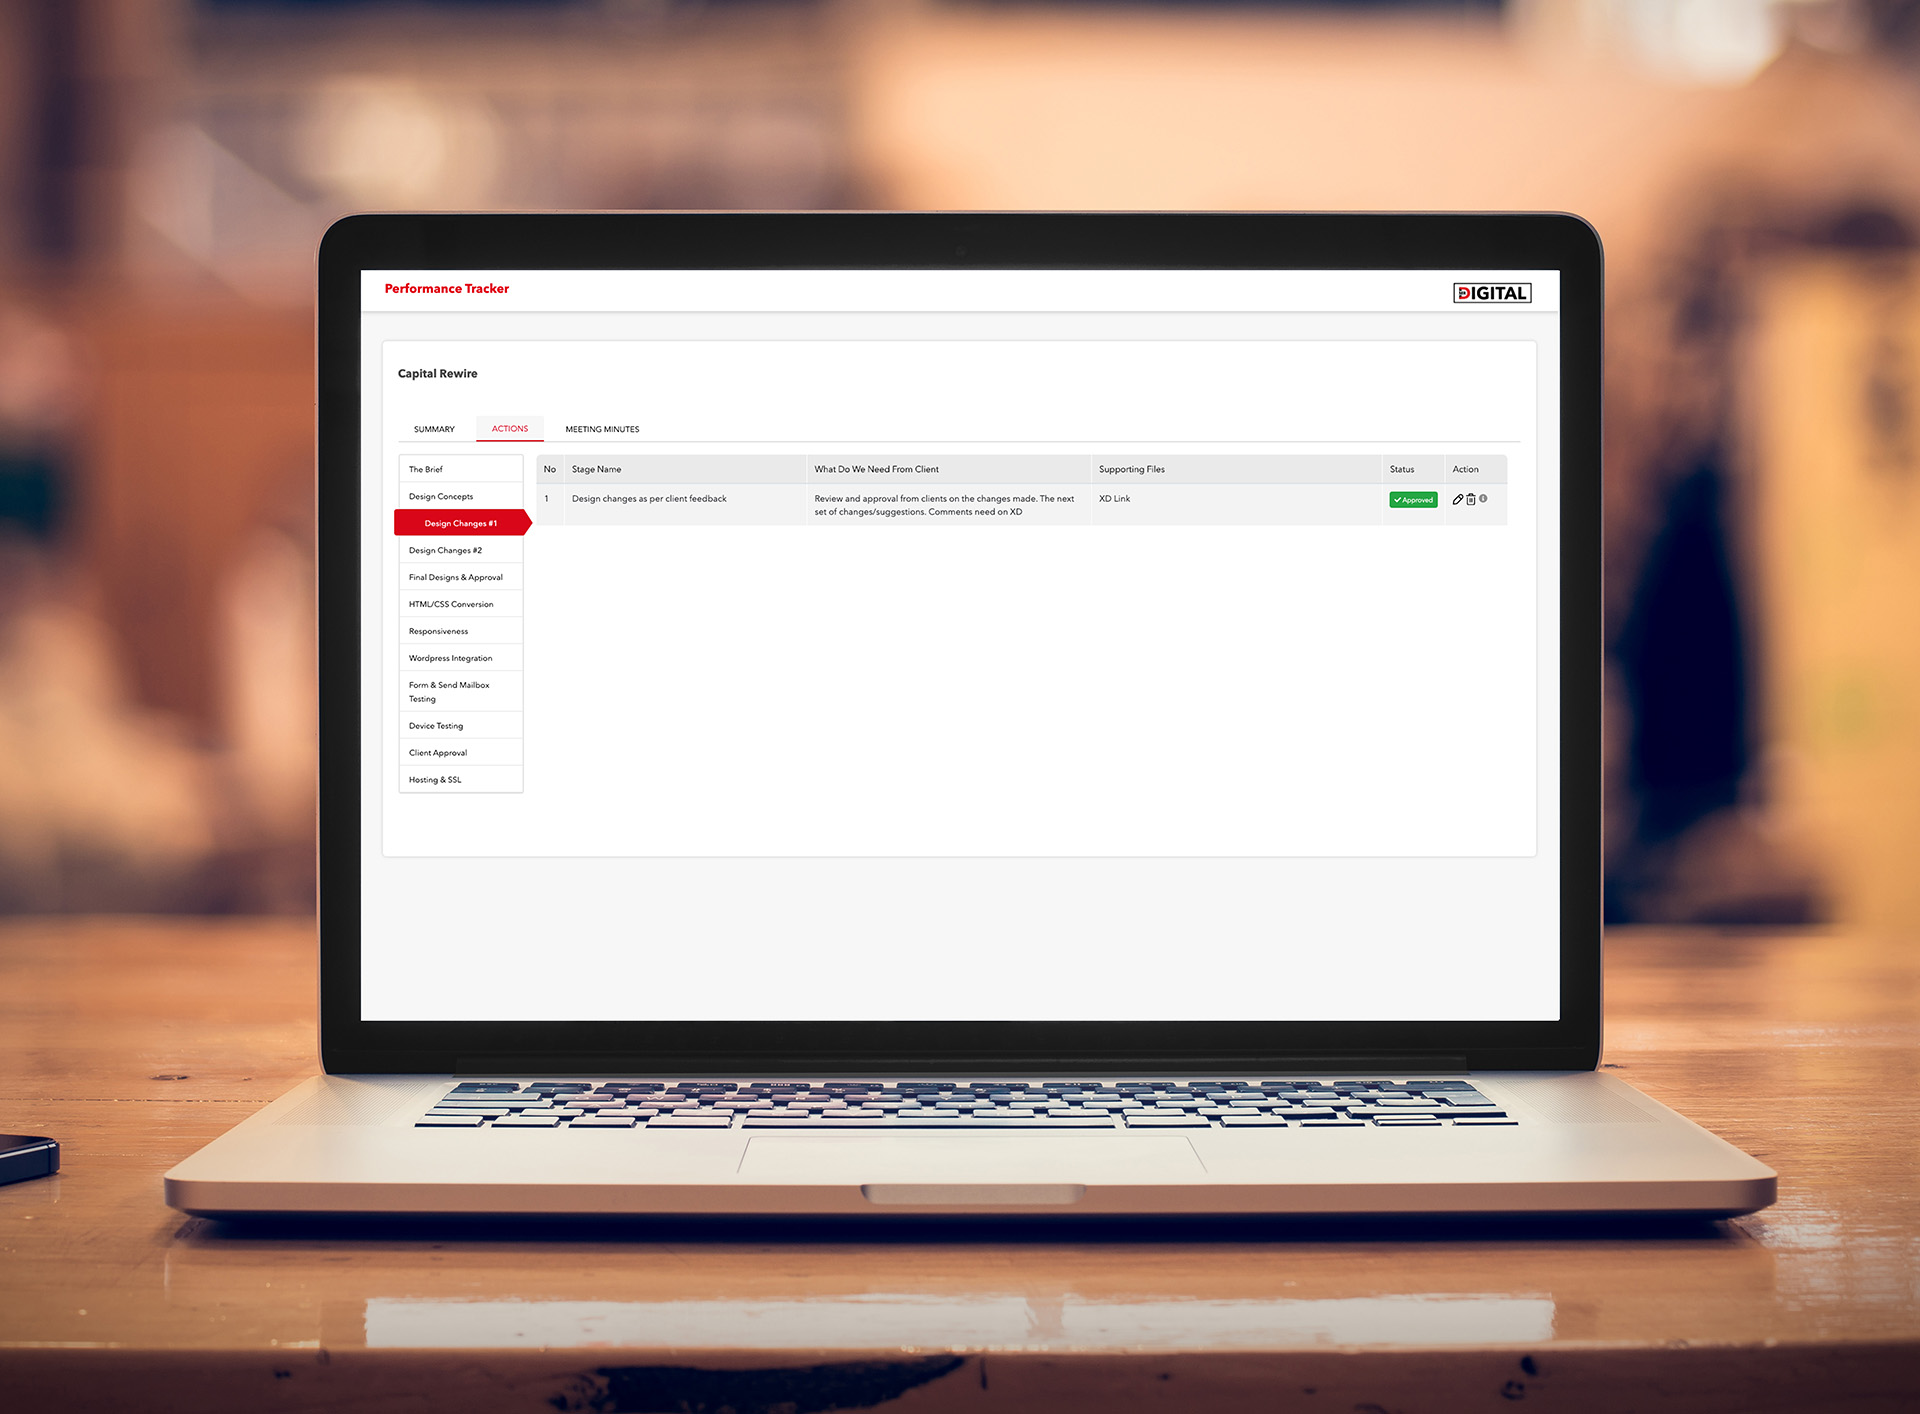 Performance Tracker
DIGITAL
Capital Rewire
SUMMARY
ACTIONS
MEETING MINUTES
The Brief
Design Concepts
Design Changes #1
Design Changes #2
Final Designs & Approval
HTML/CSS Conversion
Responsiveness
Wordpress Integration
Form & Send Mailbox
Testing
Device Testing
Client Approval
Hosting & SSL
No
Stage Name
What Do We Need From Client
Supporting Files
Status
Action
1
Design changes as per client feedback
Review and approval from clients on the changes made. The next
set of changes/suggestions. Comments need on XD
XD Link
Approved